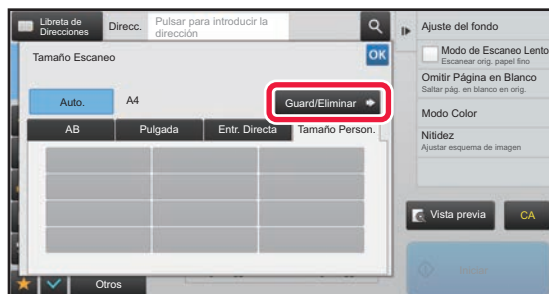 Libreta de
Direcciones
Direcc.
Pulsar para introducir la
dirección
Tamaño Escaneo
OK
Auto.
A4
Guard/Eliminar
AB
Pulgada
Entr. Directa
Tamaño Person.
Otros
Ajuste del fondo
Modo de Escaneo Lento
Escanear orig. papel fino
Omitir Página en Blanco
Saltar pág. en blanco en orig.
Modo Color
Nitidez
Ajustar esquema de imagen
Vista previa
CA